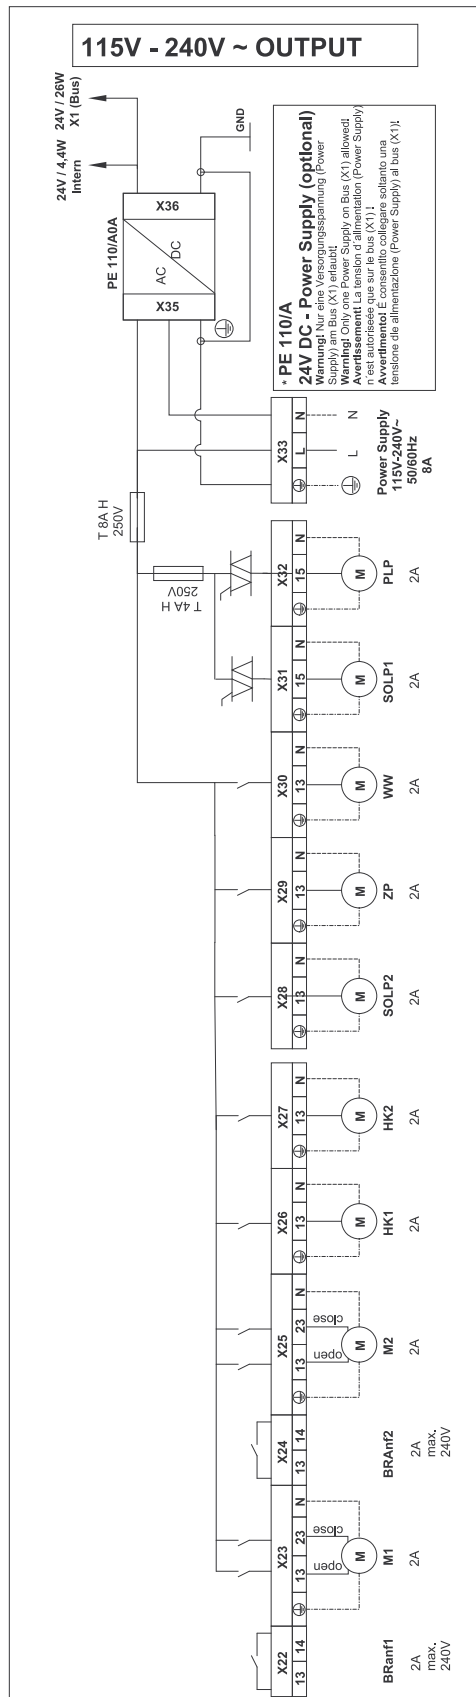 115V - 240V ~ OUTPUT
24V / 26W
X1 (Bus)
24V / 4,4W
Intern
GND
PE 110/A0A
X36
DC
AC
X35
* PE 110/A
24V DC - Power Supply (optional)
Warnung! Nur eine Versorgungsspannung (Power
Supply) am Bus (X1) erlaubt!
Warning! Only one Power Supply on Bus (X1) allowed!
Avertissement! La tension d'alimentation (Power Supply)
n'est autoriseée que sur le bus (X1) !
Avvertimento! È consentito collegare soltanto una
tensione die alimentazione (Power Supply) al bus (X1)!
X33
N
L
N
L
Power Supply
115V-240V~
50/60Hz
8A
T 8A H
250V
T 4A H
250V
X32
N
15
M
PLP
2A
X31
N
15
M
SOLP1
2A
X30
N
13
M
WW
2A
X29
N
13
M
ZP
2A
X28
N
13
M
SOLP2
2A
X27
N
13
M
HK2
2A
X26
N
13
M
HK1
2A
X25
N
23
13
close
open
M
M2
2A
X24
14
13
BRAnf2
2A
max.
240V
X23
N
23
13
close
open
M
M1
2A
X22
14
13
BRanf1
2A
max.
240V